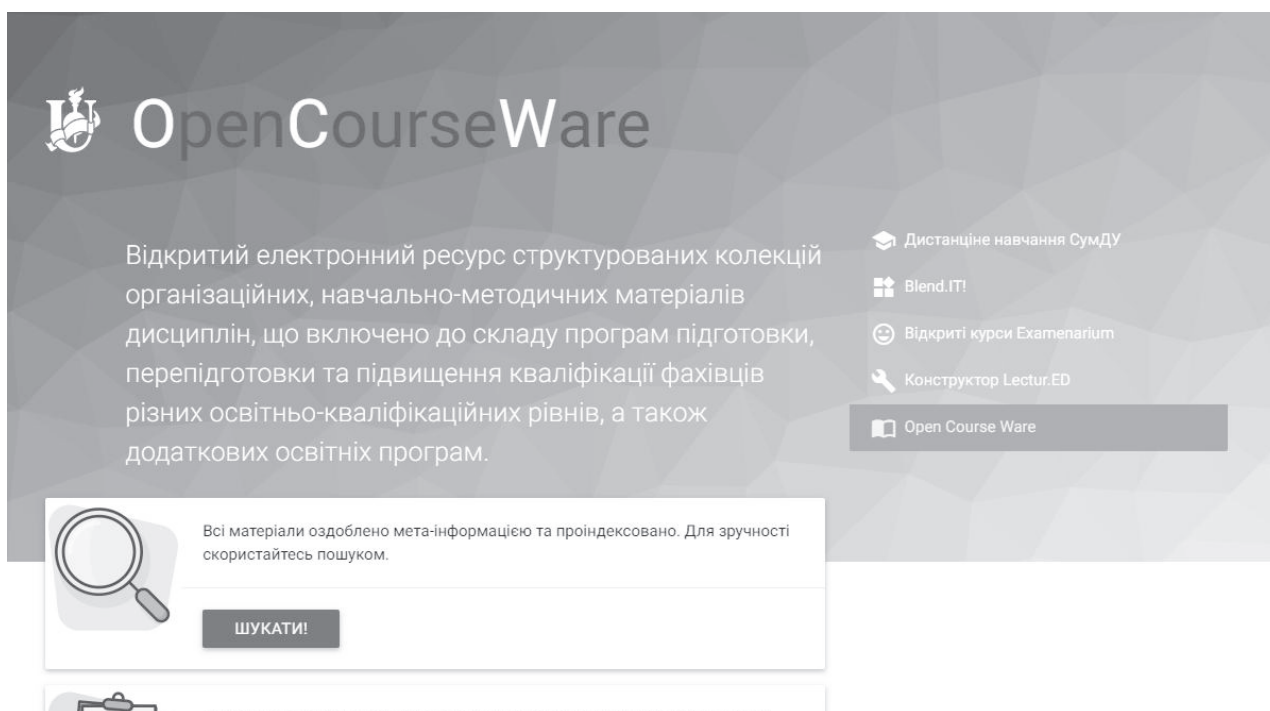 OpenCourseWare
Відкритий електронний ресурс структурованих колекцій
організаційних, навчально-методичних матеріалів
дисциплін, що включено до складу програм підготовки,
перепідготовки та підвищення кваліфікації фахівців
різних освітньо-кваліфікаційних рівнів, а також
додаткових освітніх програм.
Дистанціне навчання СумДУ
Blend.IT!
Відкриті курси Examenarium
Конструктор Lectur.ED
Open Course Ware
Всі матеріали оздоблено мета-інформацією та проіндексовано. Для зручності
скористайтесь пошуком.
ШУКАТИ!